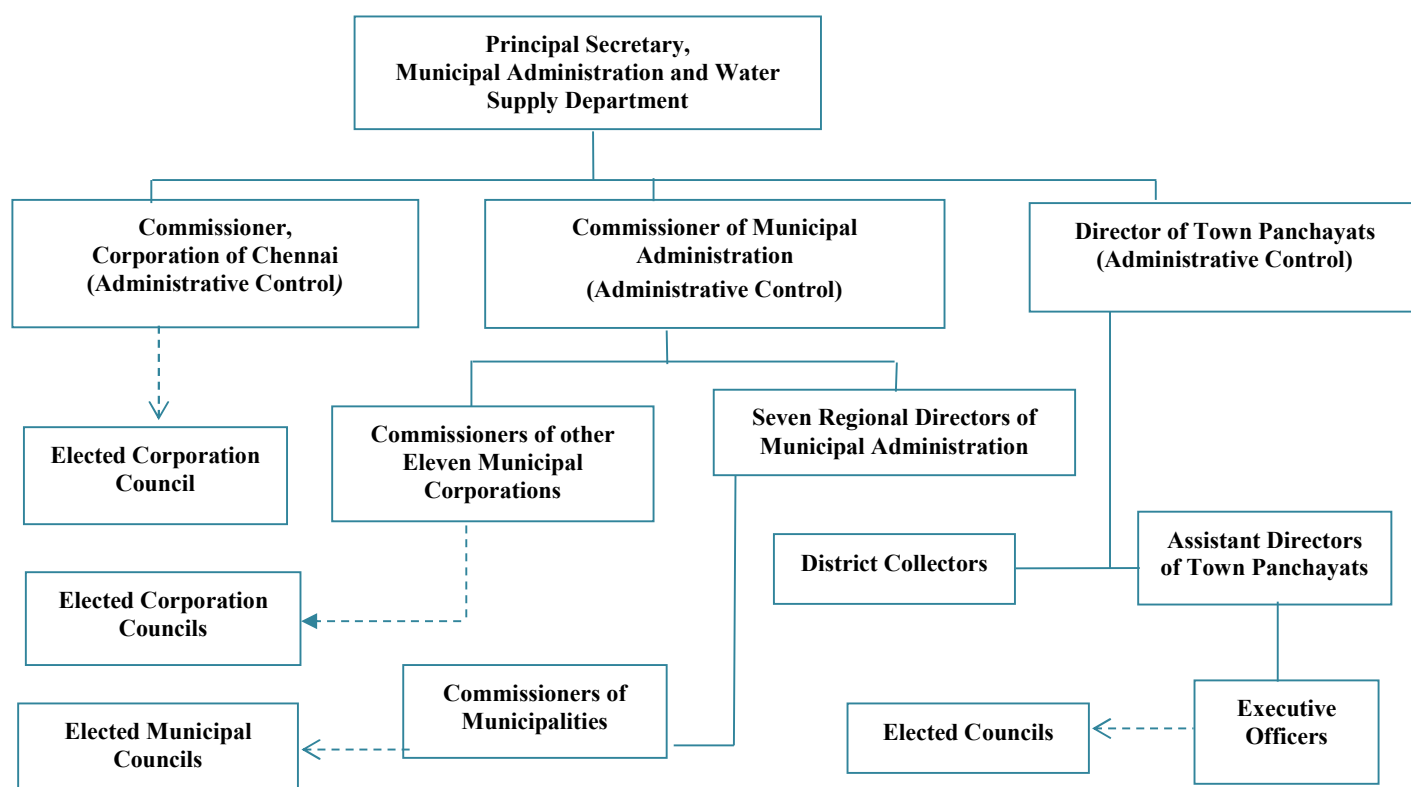 Principal Secretary,
Municipal Administration and Water
Supply Department
Commissioner,
Corporation of Chennai
(Administrative Control)
Commissioner of Municipal
Administration
(Administrative Control)
Director of Town Panchayats
(Administrative Control)
Elected Corporation
Council
Commissioners of other
Eleven Municipal
Corporations
Seven Regional Directors of
Municipal Administration
District Collectors
Assistant Directors
of Town Panchayats
Elected Corporation
Councils
Commissioners of
Municipalities
Elected Municipal
Councils
Elected Councils
Executive
Officers